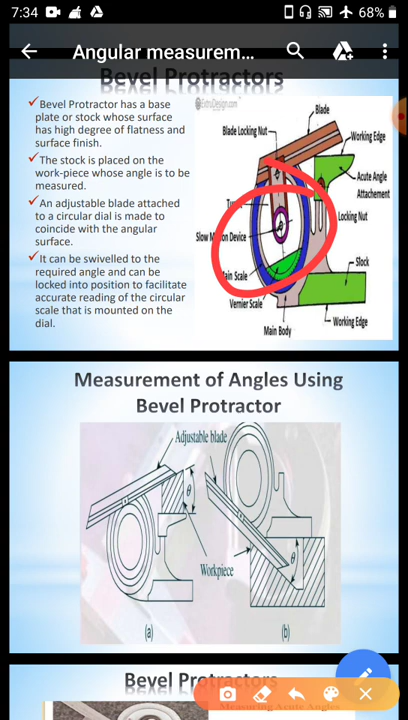 7:34
68%
Angular measurem...
Bevel Protractors
Bevel Protractor has a base
plate or stock whose surface
has high degree of flatness and
surface finish.
The stock is placed on the
work-piece whose angle is to be
measured.
An adjustable blade attached
to a circular dial is made to
coincide with the angular
surface.
It can be swivelled to the
required angle and can be
locked into position to facilitate
accurate reading of the circular
scale that is mounted on the
dial.
Blade
Blade Locking Nut
Working Edge
Acute Angle
Attachement
Locking Nut
Slow
Device
Scale
Slock
Vernier Scale
Main Body
Working Edge
Measurement of Angles Using
Bevel Protractor
Adjustable blade
θ
Workpiece
θ
(a)
(b)
Bevel Protractors
Measuring Acute Angles